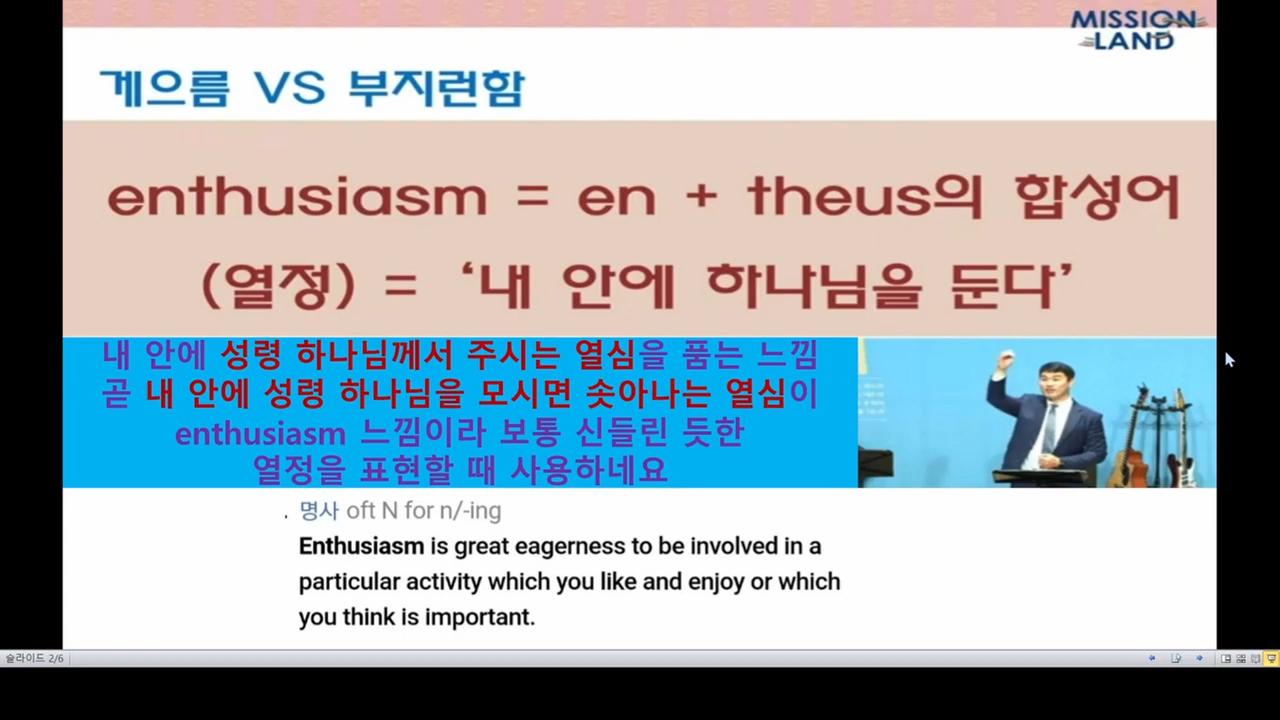 MISSION
LAND
게으름 VS 부지런함
enthusiasm = en + theus의 합성어
(열정) = ‘내 안에 하나님을 둔다’
내 안에 성령 하나님께서 주시는 열심을 품는 느낌
곧 내 안에 성령 하나님을 모시면 솟아나는 열심이
enthusiasm 느낌이라 보통 신들린 듯한
열정을 표현할 때 사용하네요
. 명사 oft N for n/-ing
Enthusiasm is great eagerness to be involved in a
particular activity which you like and enjoy or which
you think is important.
슬라이드 2/6